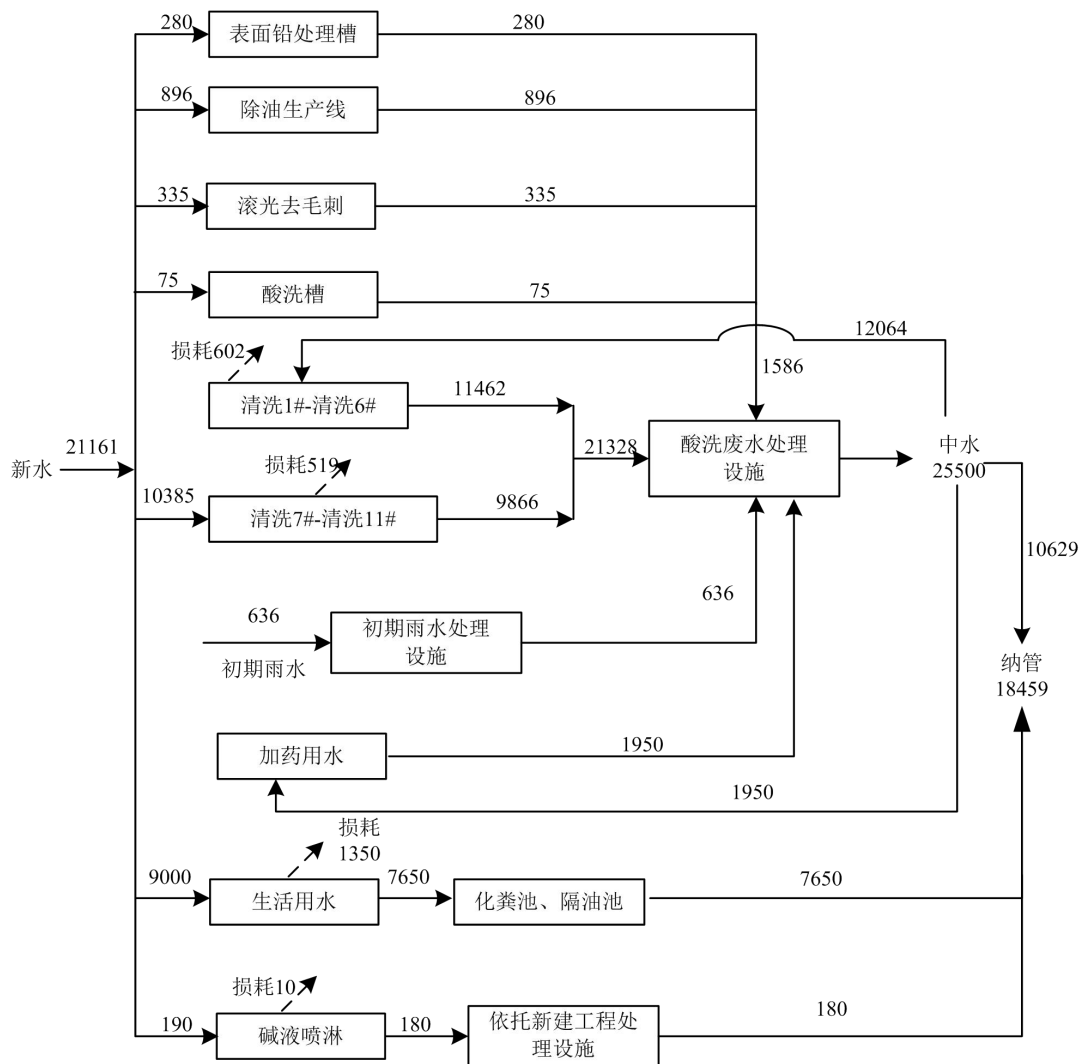 280
表面铅处理槽
280
896
除油生产线
896
335
滚光去毛刺
335
75
酸洗槽
75
12064
损耗602
1586
清洗1#-清洗6#
11462
21161
新水
21328
酸洗废水处理
设施
中水
25500
损耗519
10385
清洗7#-清洗11#
9866
10629
636
初期雨水
初期雨水处理
设施
636
纳管
18459
加药用水
1950
1950
损耗
1350
9000
生活用水
7650
化粪池、隔油池
7650
损耗10
190
碱液喷淋
180
依托新建工程处
理设施
180